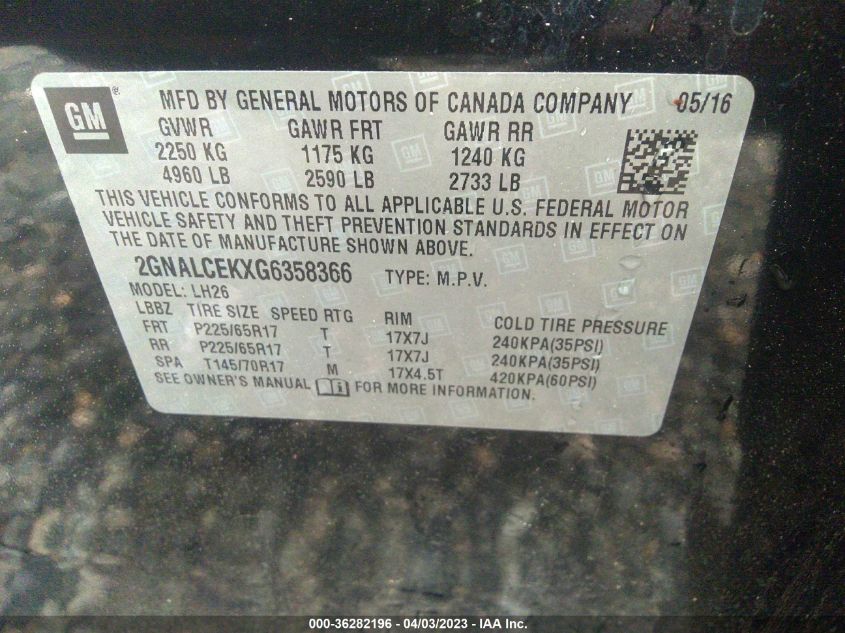 GM ® MFD BY GENERAL MOTORS OF CANADA COMPANY 05/16
GVWR GAWR FRT GAWR RR
2250 KG 1175 KG 1240 KG
4960 LB 2590 LB 2733 LB
THIS VEHICLE CONFORMS TO ALL APPLICABLE U.S. FEDERAL MOTOR
VEHICLE SAFETY AND THEFT PREVENTION STANDARDS IN EFFECT ON
THE DATE OF MANUFACTURE SHOWN ABOVE.
2GNALCEKXG6358366 TYPE: M.P.V.
MODEL: LH26
LBBZ TIRE SIZE SPEED RTG RIM COLD TIRE PRESSURE
FRT P225/65R17 T 17X7J 240KPA(35PSI)
RR P225/65R17 T 17X7J 240KPA(35PSI)
SPA T145/70R17 M 17X4.5T 420KPA(60PSI)
SEE OWNER'S MANUAL FOR MORE INFORMATION.
000-36282196 - 04/03/2023 - IAA Inc.